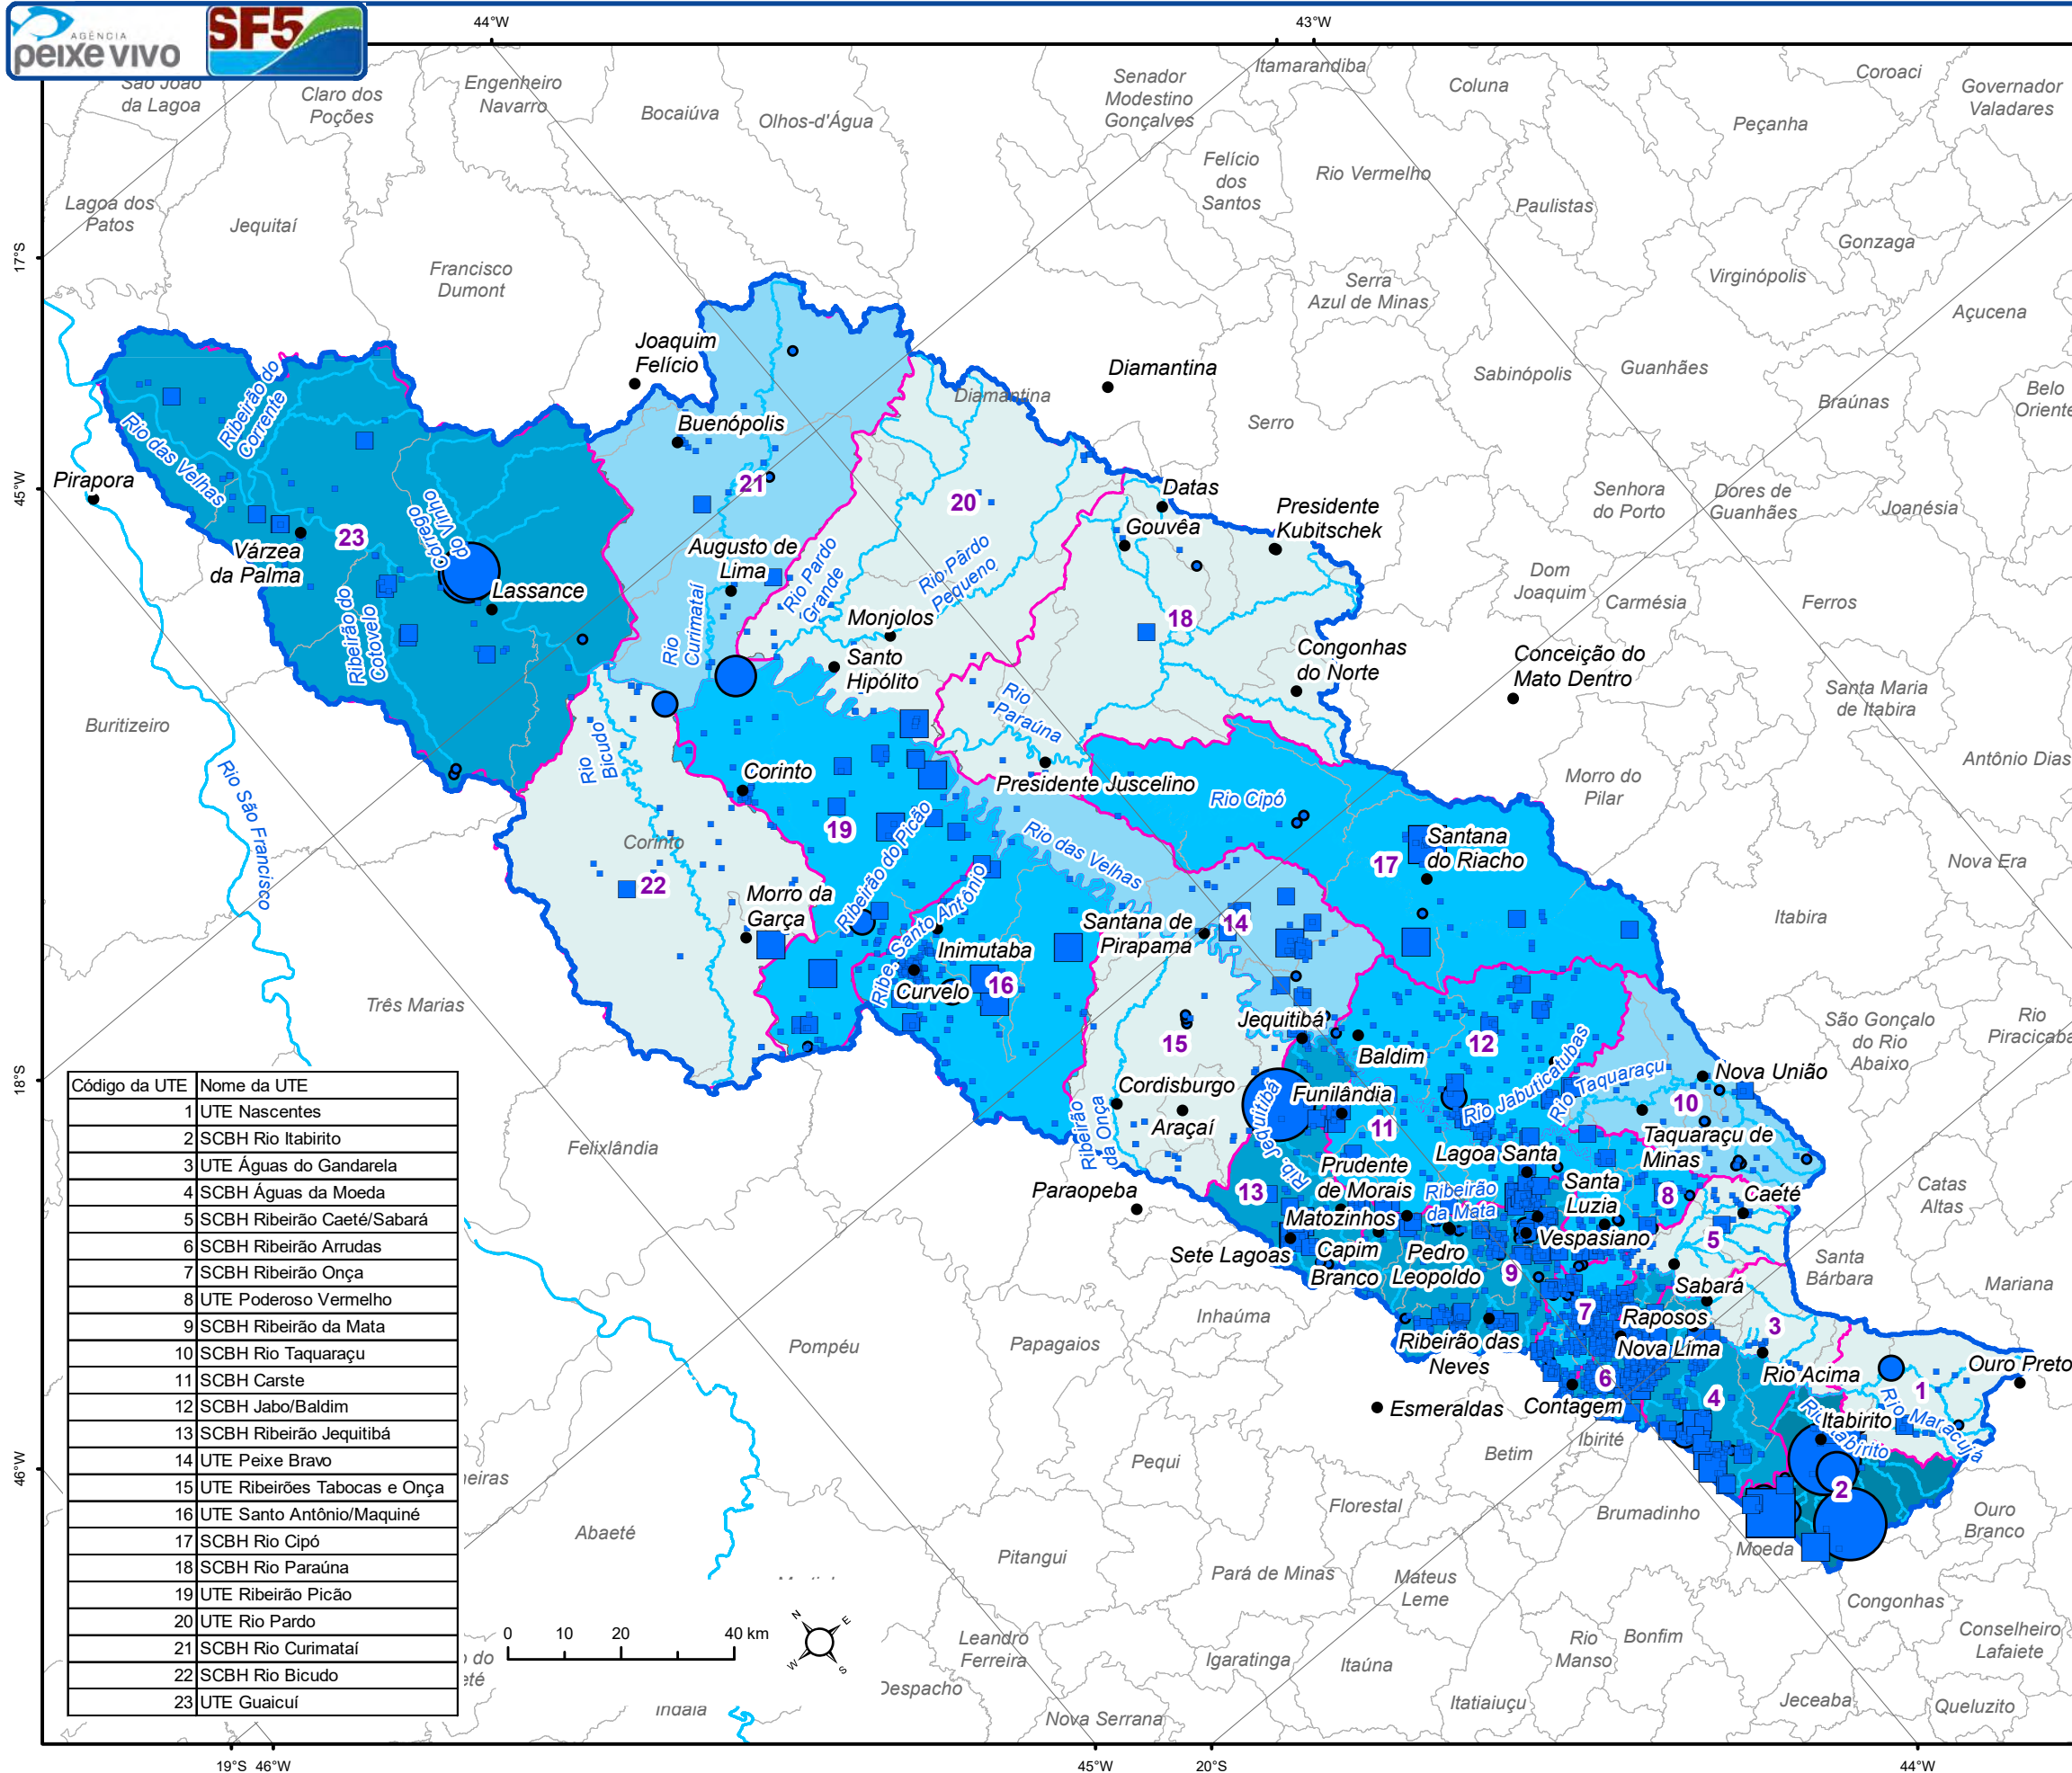 AGÊNCIA
peixe vivo
SF5
44°W
43°W
17°S
45°W
18°S
46°W
19°S
46°W
45°W
20°S
44°W
São João
da Lagoa
Claro dos
Poções
Engenheiro
Navarro
Bocaiúva
Olhos-d'Água
Senador
Modestino
Gonçalves
Itamarandiba
Coluna
Coroaci
Governador
Valadares
Peçanha
Felício
dos
Santos
Rio Vermelho
Paulistas
Lagoa dos
Patos
Jequitaí
Francisco
Dumont
Serra
Azul de Minas
Gonzaga
Virginópolis
Açucena
Joaquim
Felício
Diamantina
Diamantina
Sabinópolis
Guanhães
Braúnas
Belo
Oriente
Serro
Buenópolis
Ribeirão do
Corrente
Rio das Velhas
Pirapora
21
20
Datas
Gouvêa
Presidente
Kubitschek
Senhora
do Porto
Dores de
Guanhães
Joanésia
23
Córrego
do Vinho
Várzea
da Palma
Lassance
Augusto de
Lima
Rio Pardo
Grande
Rio Pardo
Pequeno
Dom
Joaquim
Carmésia
Ferros
Ribeirão do
Cotovelo
Rio
Curimataí
Monjolos
Santo
Hipólito
18
Congonhas
do Norte
Conceição do
Mato Dentro
Santa Maria
de Itabira
Buritizeiro
Rio São Francisco
Rio
Bicudo
Rio
Paraúna
Corinto
Presidente Juscelino
Rio Cipó
Morro do
Pilar
Antônio Dias
19
Ribeirão do Picão
Rio das Velhas
Corinto
22
17
Santana
do Riacho
Nova Era
Morro da
Garça
Ribe. Santo Antônio
Santana de
Pirapama
14
Itabira
Inimutaba
Curvelo
16
Três Marias
15
Jequitibá
Baldim
12
São Gonçalo
do Rio
Abaixo
Rio
Piracicaba
Cordisburgo
Araçaí
Funilândia
11
Rio Jabuticatubas
Rio Taquaraçu
Nova União
10
Ribeirão
da Onça
Rib. Jequitibá
Felixlândia
Prudente
de Morais
Lagoa Santa
Taquaraçu de
Minas
Paraopeba
13
Ribeirão
da Mata
Santa
Luzia
8
Caeté
Catas
Altas
Matozinhos
Sete Lagoas
Capim
Branco
Pedro
Leopoldo
Vespasiano
5
9
Sabará
Santa
Bárbara
Mariana
Inhaúma
7
Raposos
3
Pompéu
Papagaios
Ribeirão das
Neves
Nova Lima
Rio Acima
Ouro Preto
6
4
1
Esmeraldas
Contagem
Rio Maracujá
Itabirito
Rio Itabirito
Betim
Ibirité
Pequi
Florestal
Brumadinho
2
Ouro
Branco
Abaeté
Pitangui
Moeda
Pará de Minas
Mateus
Leme
Congonhas
Leandro
Ferreira
Igaratinga
Itaúna
Rio
Manso
Bonfim
Conselheiro
Lafaiete
Despacho
Nova Serrana
Itatiaiuçu
Jeceaba
Queluzito
Indaiá
Código da UTE Nome da UTE
1 UTE Nascentes
2 SCBH Rio Itabirito
3 UTE Águas do Gandarela
4 SCBH Águas da Moeda
5 SCBH Ribeirão Caeté/Sabará
6 SCBH Ribeirão Arrudas
7 SCBH Ribeirão Onça
8 UTE Poderoso Vermelho
9 SCBH Ribeirão da Mata
10 SCBH Rio Taquaraçu
11 SCBH Carste
12 SCBH Jabo/Baldim
13 SCBH Ribeirão Jequitibá
14 UTE Peixe Bravo
15 UTE Ribeirões Tabocas e Onça
16 UTE Santo Antônio/Maquiné
17 SCBH Rio Cipó
18 SCBH Rio Paraúna
19 UTE Ribeirão Picão
20 UTE Rio Pardo
21 SCBH Rio Curimataí
22 SCBH Rio Bicudo
23 UTE Guaicuí
0 10 20 40 km
N
E
W
S